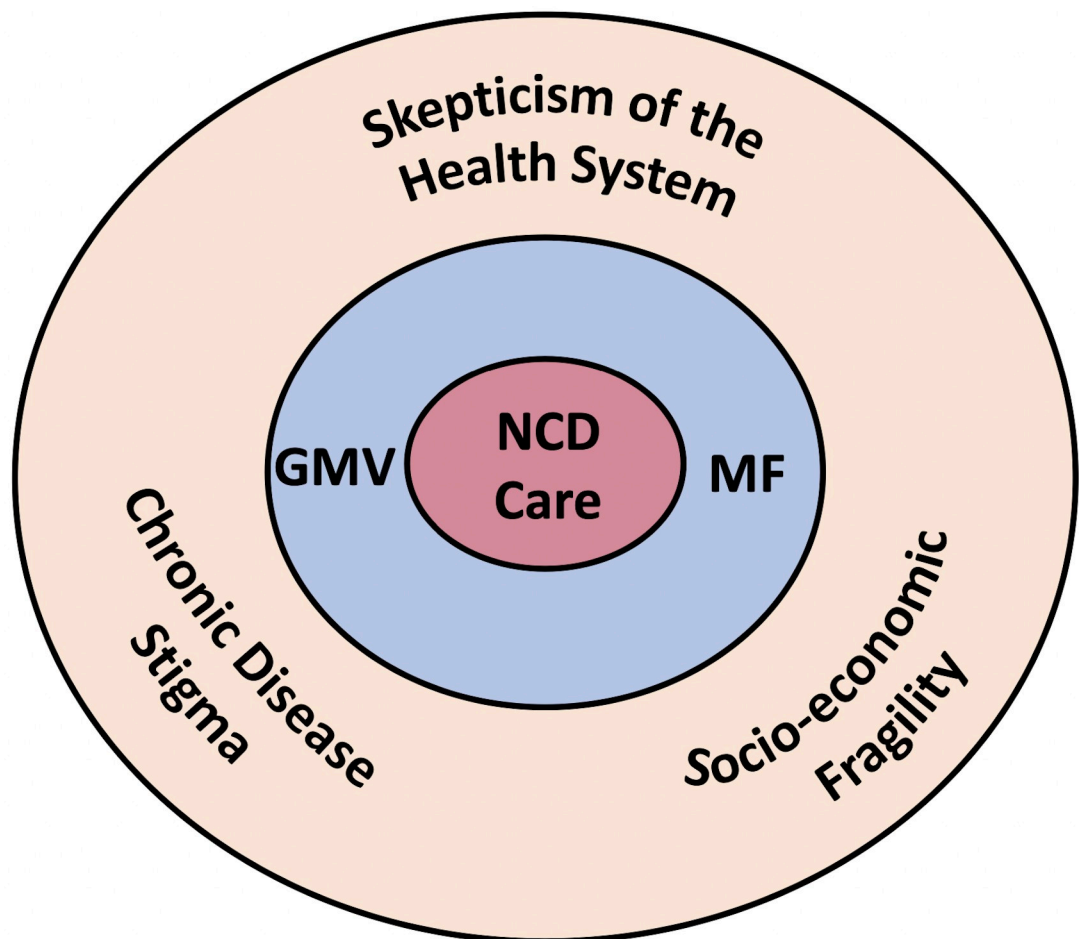 Skepticism of the
Health System
GMV
NCD
Care
MF
Chronic Disease
Stigma
Socio-economic
Fragility